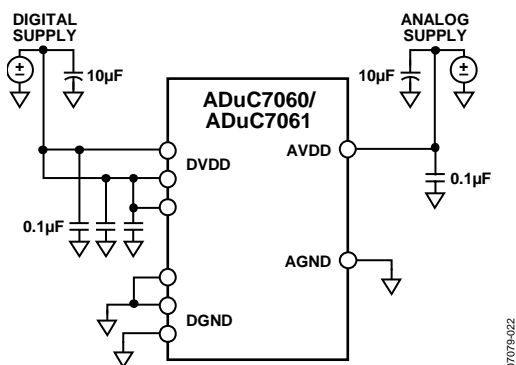 DIGITAL
SUPPLY
ANALOG
SUPPLY
10µF
10µF
ADuC7060/
ADuC7061
DVDD
AVDD
0.1µF
0.1µF
AGND
DGND
07079-022